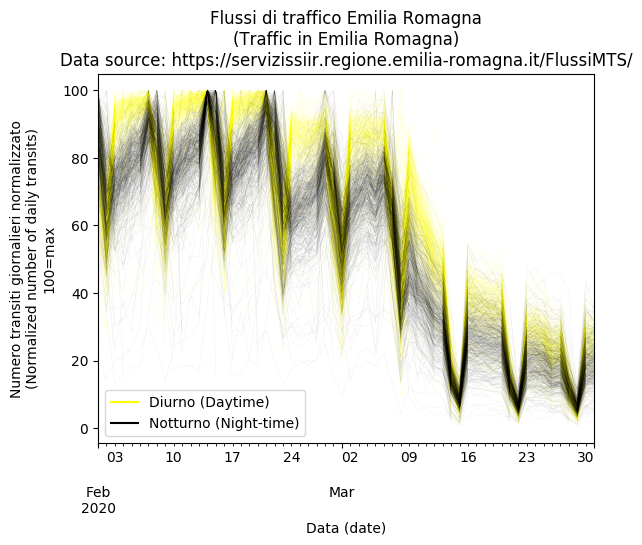 Flussi di traffico Emilia Romagna
(Traffic in Emilia Romagna)
Data source: https://servizissiir.regione.emilia-romagna.it/FlussiMTS/
Numero transiti giornalieri normalizzato
(Normalized number of daily transits)
100=max
100
80
60
40
20
0
Diurno (Daytime)
Notturno (Night-time)
03 10 17 24 02 09 16 23 30
Feb Mar
2020
Data (date)